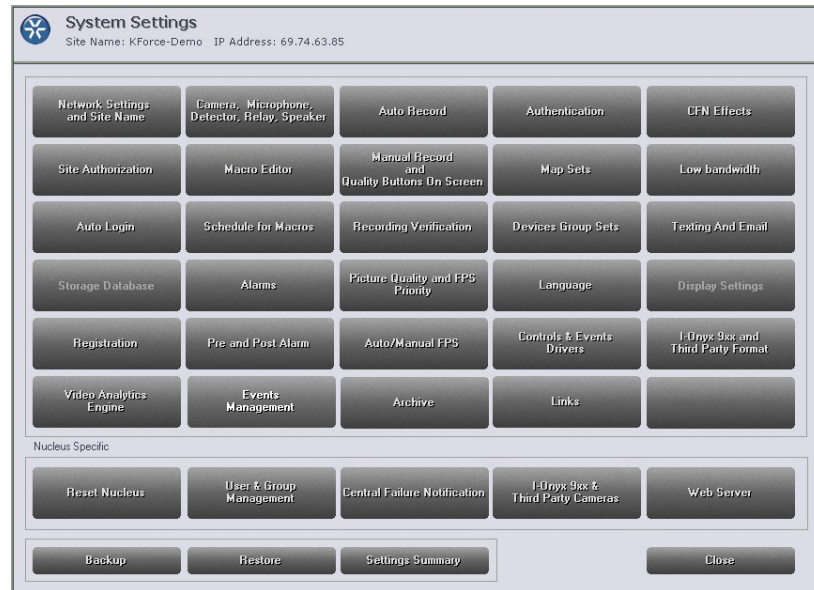 System Settings
Site Name: KForce-Demo IP Address: 69.74.63.85
Network Settings
and Site Name
Camera, Microphone,
Detector, Relay, Speaker
Auto Record
Authentication
CFN Effects
Site Authorization
Macro Editor
Manual Record
and
Quality Buttons On Screen
Map Sets
Low bandwidth
Auto Login
Schedule for Macros
Recording Verification
Devices Group Sets
Texting And Email
Storage Database
Alarms
Picture Quality and FPS
Priority
Language
Display Settings
Registration
Pre and Post Alarm
Auto/Manual FPS
Controls & Events
Drivers
I-Onyx 9xx and
Third Party Format
Video Analytics
Engine
Events
Management
Archive
Links
Nucleus Specific
Reset Nucleus
User & Group
Management
Central Failure Notification
I-Onyx 9xx &
Third Party Cameras
Web Server
Backup
Restore
Settings Summary
Close